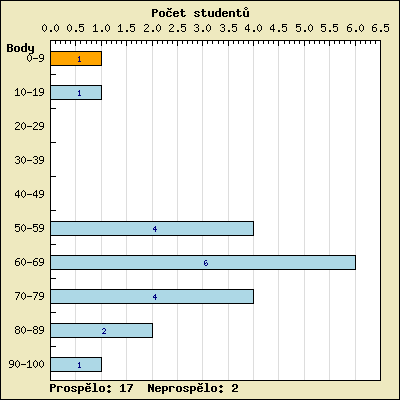 Počet studentů
0.0 0.5 1.0 1.5 2.0 2.5 3.0 3.5 4.0 4.5 5.0 5.5 6.0 6.5
Body
0-9 1
10-19 1
20-29
30-39
40-49
50-59 4
60-69 6
70-79 4
80-89 2
90-100 1
Prospělo: 17 Neprospělo: 2